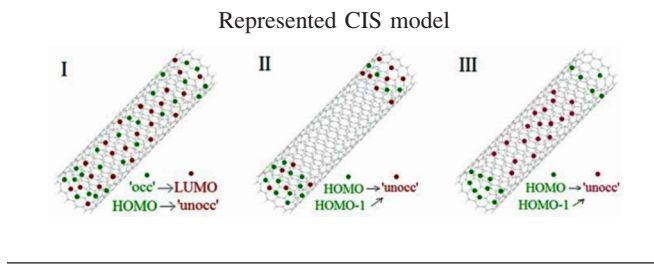 Represented CIS model
I
II
III
'occ' → LUMO
HOMO → 'unocc'
HOMO → 'unocc'
HOMO-1 ↗
HOMO → 'unocc'
HOMO-1 ↗